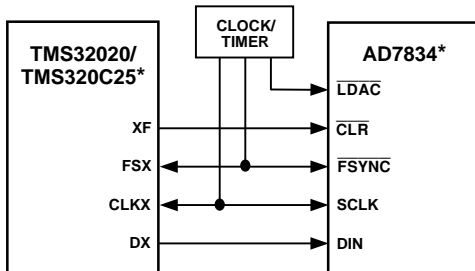 CLOCK/
TIMER
TMS32020/
TMS320C25*
AD7834*
LDAC
XF
CLR
FSX
FSYNC
CLKX
SCLK
DX
DIN